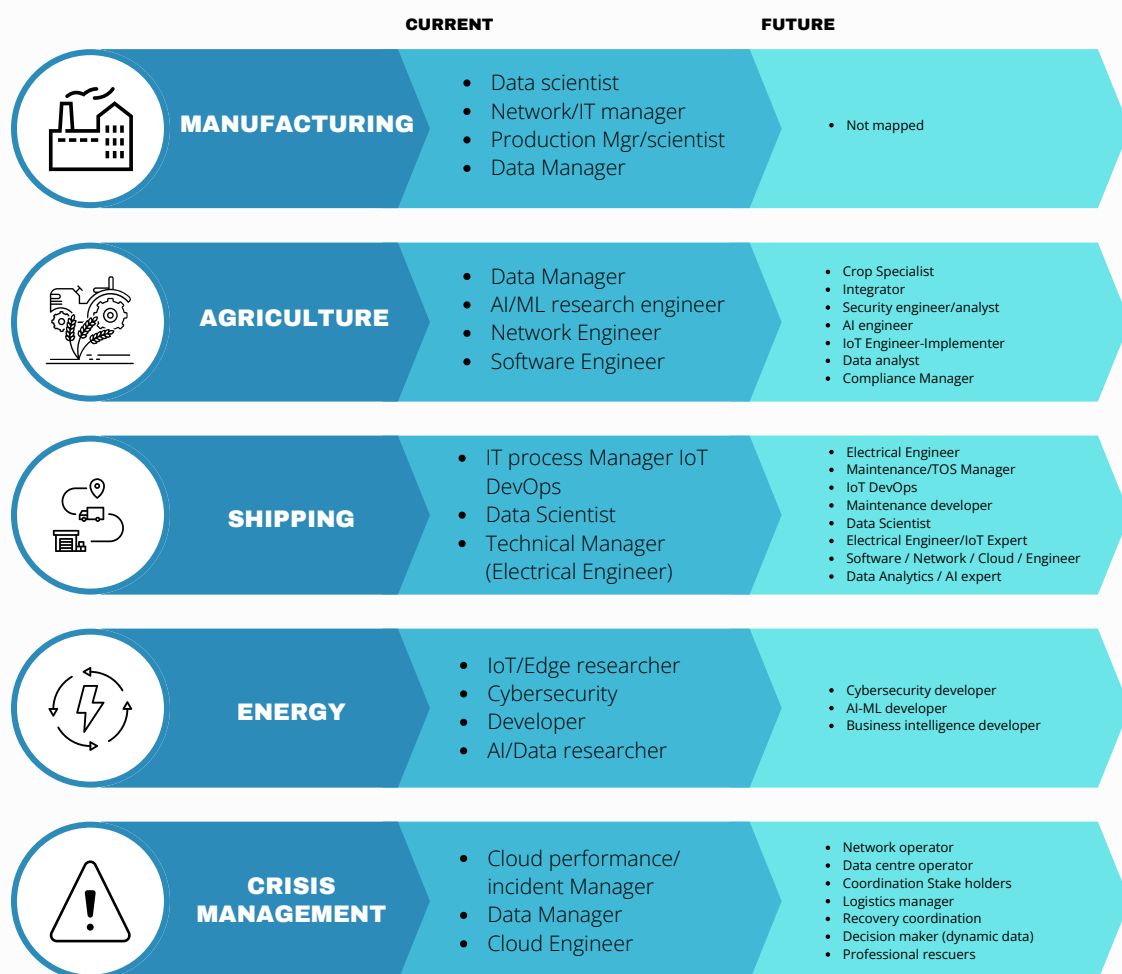 CURRENT
FUTURE
MANUFACTURING
• Data scientist
• Network/IT manager
• Production Mgr/scientist
• Data Manager
• Not mapped
AGRICULTURE
• Data Manager
• AI/ML research engineer
• Network Engineer
• Software Engineer
• Crop Specialist
• Integrator
• Security engineer/analyst
• AI engineer
• IoT Engineer-Implementer
• Data analyst
• Compliance Manager
SHIPPING
• IT process Manager IoT
DevOps
• Data Scientist
• Technical Manager
(Electrical Engineer)
• Electrical Engineer
• Maintenance/TOS Manager
• IoT DevOps
• Maintenance developer
• Data Scientist
• Electrical Engineer/IoT Expert
• Software / Network / Cloud / Engineer
• Data Analytics / AI expert
ENERGY
• IoT/Edge researcher
• Cybersecurity
• Developer
• AI/Data researcher
• Cybersecurity developer
• AI-ML developer
• Business intelligence developer
CRISIS
MANAGEMENT
• Cloud performance/
incident Manager
• Data Manager
• Cloud Engineer
• Network operator
• Data centre operator
• Coordination Stake holders
• Logistics manager
• Recovery coordination
• Decision maker (dynamic data)
• Professional rescuers